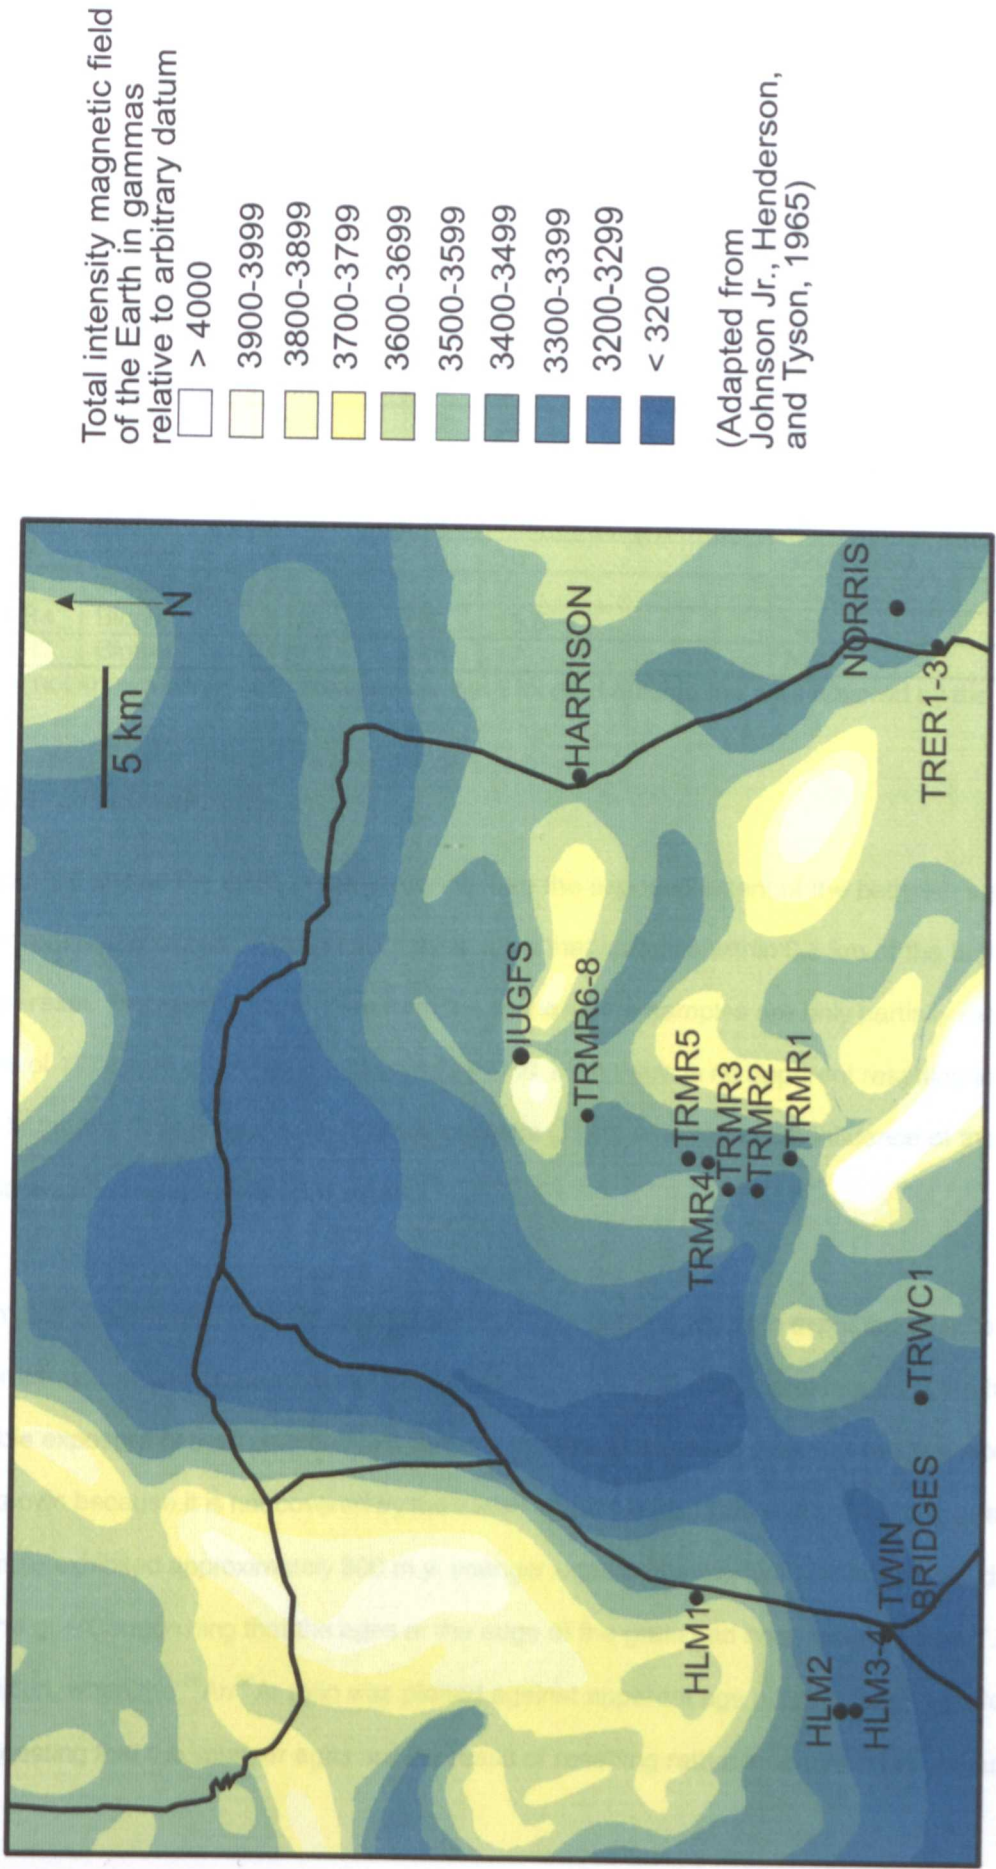 Total intensity magnetic field
of the Earth in gammas
relative to arbitrary datum
> 4000
3900-3999
3800-3899
3700-3799
3600-3699
3500-3599
3400-3499
3300-3399
3200-3299
< 3200
(Adapted from
Johnson Jr., Henderson,
and Tyson, 1965)
N
5 km
HARRISON
NORRIS
TRER1-3
IUGFS
TRMR6-8
TRMR5
TRMR4
TRMR3
TRMR2
TRMR1
TRWC1
TWIN
BRIDGES
HLM1
HLM2
HLM3-4